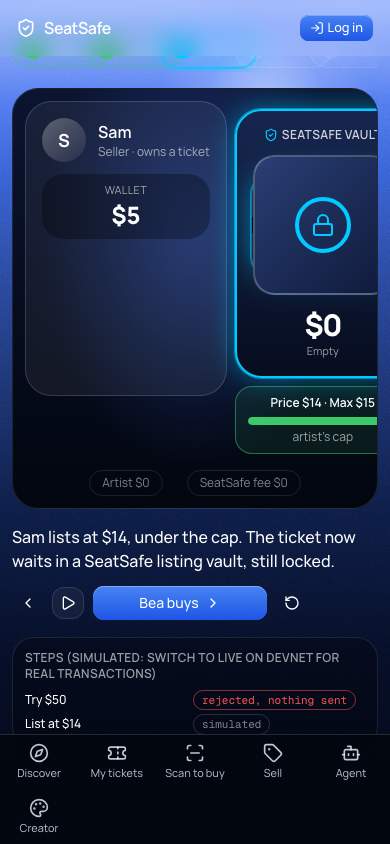 SeatSafe
Log in
S
Sam
Seller · owns a ticket
WALLET
$5
SEATSAFE VAULT
$0
Empty
Price $14 · Max $15
artist's cap
Artist $0
SeatSafe fee $0
Sam lists at $14, under the cap. The ticket now
waits in a SeatSafe listing vault, still locked.
Bea buys
STEPS (SIMULATED: SWITCH TO LIVE ON DEVNET FOR
REAL TRANSACTIONS)
Try $50
rejected, nothing sent
List at $14
simulated
Discover
My tickets
Scan to buy
Sell
Agent
Creator